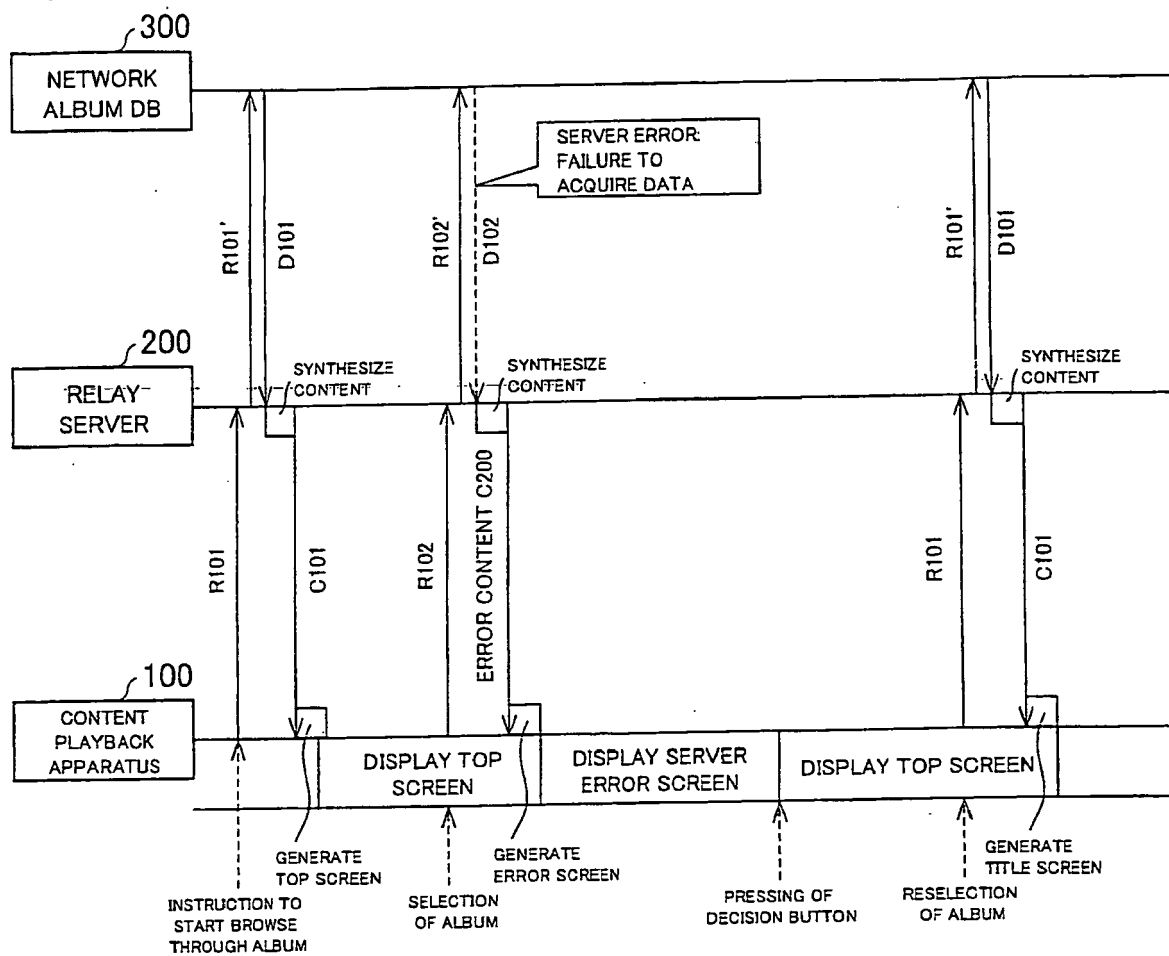 300
NETWORK
ALBUM DB
SERVER ERROR:
FAILURE TO
ACQUIRE DATA
R101'
D101
R102'
D102
R101'
D101
200
RELAY
SERVER
SYNTHESIZE
CONTENT
SYNTHESIZE
CONTENT
SYNTHESIZE
CONTENT
R101
C101
R102
ERROR CONTENT C200
R101
C101
100
CONTENT
PLAYBACK
APPARATUS
DISPLAY TOP
SCREEN
DISPLAY SERVER
ERROR SCREEN
DISPLAY TOP SCREEN
GENERATE
TOP SCREEN
GENERATE
ERROR SCREEN
GENERATE
TITLE SCREEN
INSTRUCTION TO
START BROWSE
THROUGH ALBUM
SELECTION
OF ALBUM
PRESSING OF
DECISION BUTTON
RESELECTION
OF ALBUM